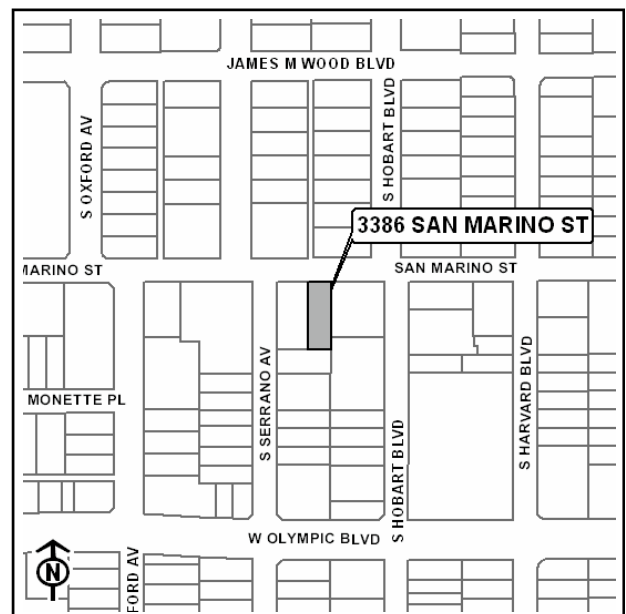 JAMES M WOOD BLVD
S OXFORD AV
S HOBART BLVD
3386 SAN MARINO ST
MARINO ST
SAN MARINO ST
S SERRANO AV
S HARVARD BLVD
MONETTE PL
S HOBART BLVD
W OLYMPIC BLVD
N
FORD AV